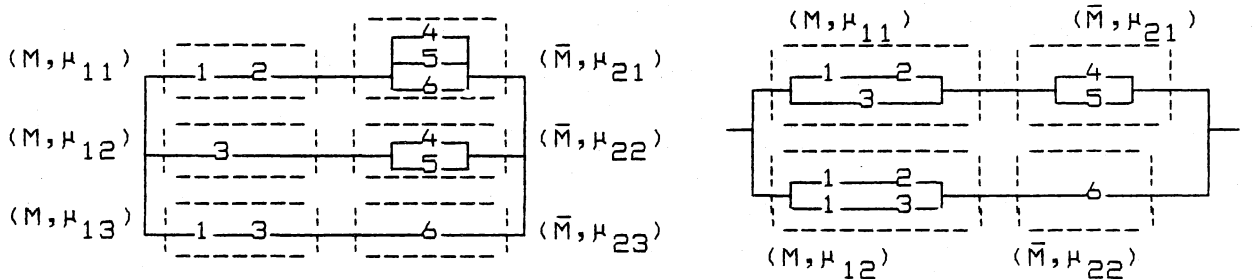 (M,μ11) 1 2 4 5 6 (M̄,μ21)
(M,μ12) 3 4 5 (M̄,μ22)
(M,μ13) 1 3 6 (M̄,μ23)
(M,μ11) (M̄,μ21)
1 2 4
3 5
1 2 6
1 3
(M,μ12) (M̄,μ22)